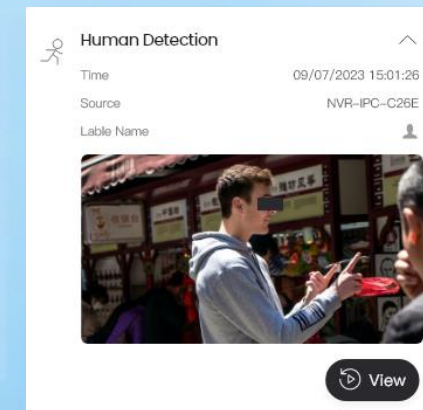 Human Detection
Time 09/07/2023 15:01:26
Source NVR-IPC-C26E
Lable Name
View